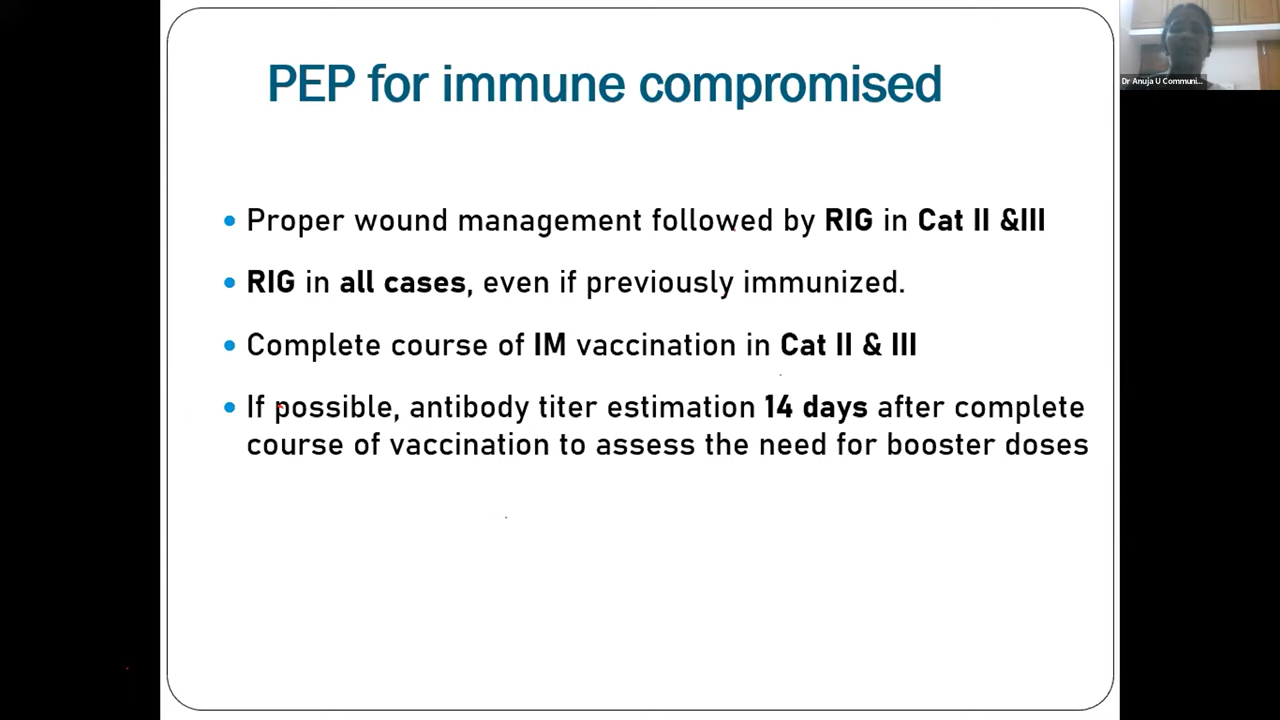 PEP for immune compromised
Dr Anuja U Communi...
• Proper wound management followed by RIG in Cat II &III
• RIG in all cases, even if previously immunized.
• Complete course of IM vaccination in Cat II & III
• If possible, antibody titer estimation 14 days after complete
course of vaccination to assess the need for booster doses